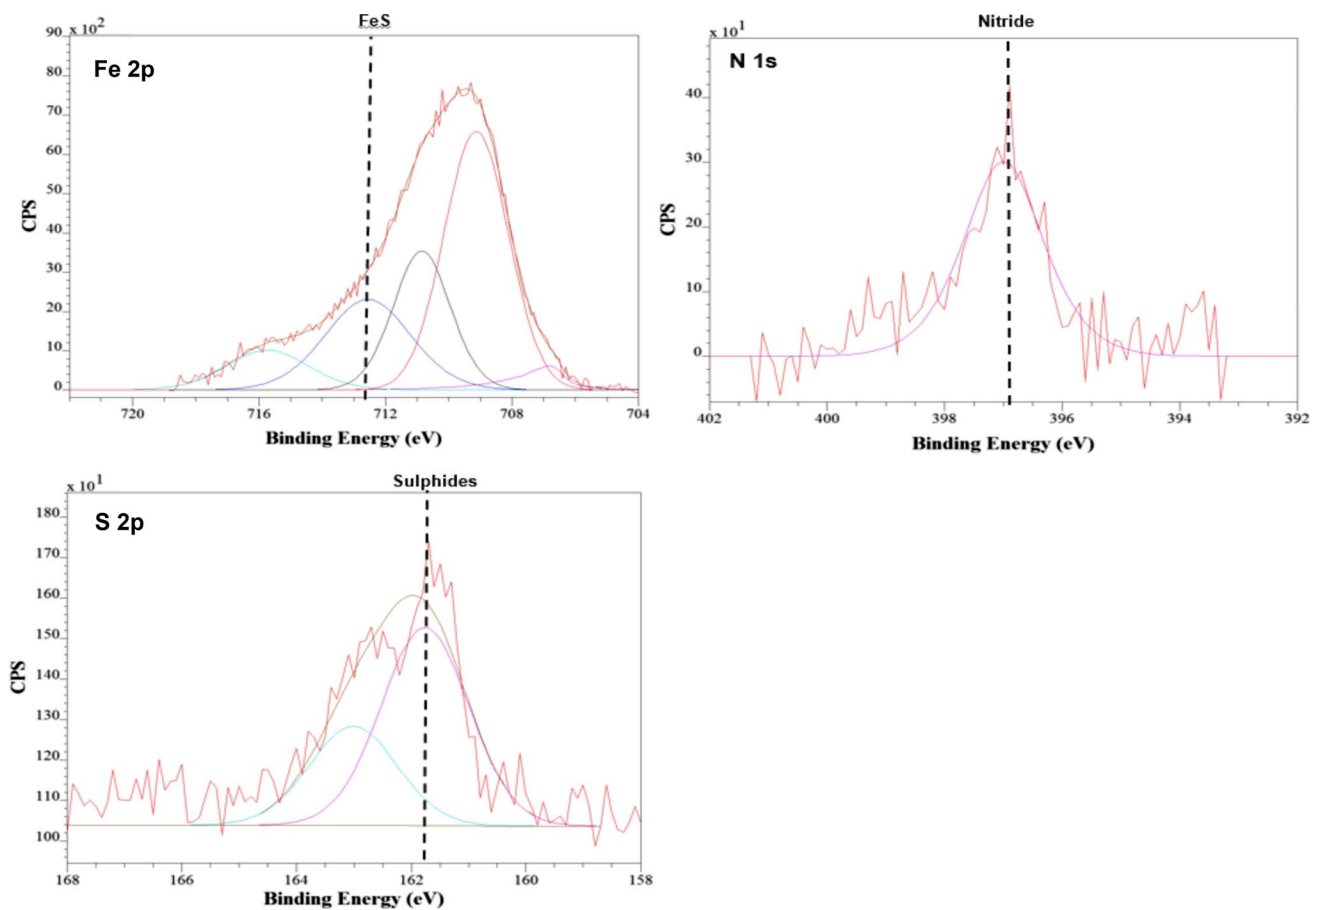 FeS
90 x 10²
Fe 2p
80
70
60
50
40
30
20
10
0
CPS
720 716 712 708 704
Binding Energy (eV)
Nitride
x 10¹
N 1s
40
30
20
10
0
CPS
402 400 398 396 394 392
Binding Energy (eV)
Sulphides
x 10¹
S 2p
180
170
160
150
140
130
120
110
100
CPS
168 166 164 162 160 158
Binding Energy (eV)